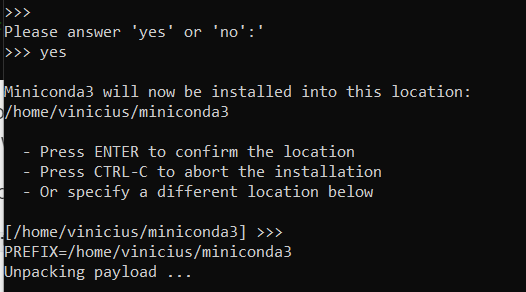 >>>
Please answer 'yes' or 'no':'
>>> yes
Miniconda3 will now be installed into this location:
/home/vinicius/miniconda3
- Press ENTER to confirm the location
- Press CTRL-C to abort the installation
- Or specify a different location below
[/home/vinicius/miniconda3] >>>
PREFIX=/home/vinicius/miniconda3
Unpacking payload ...